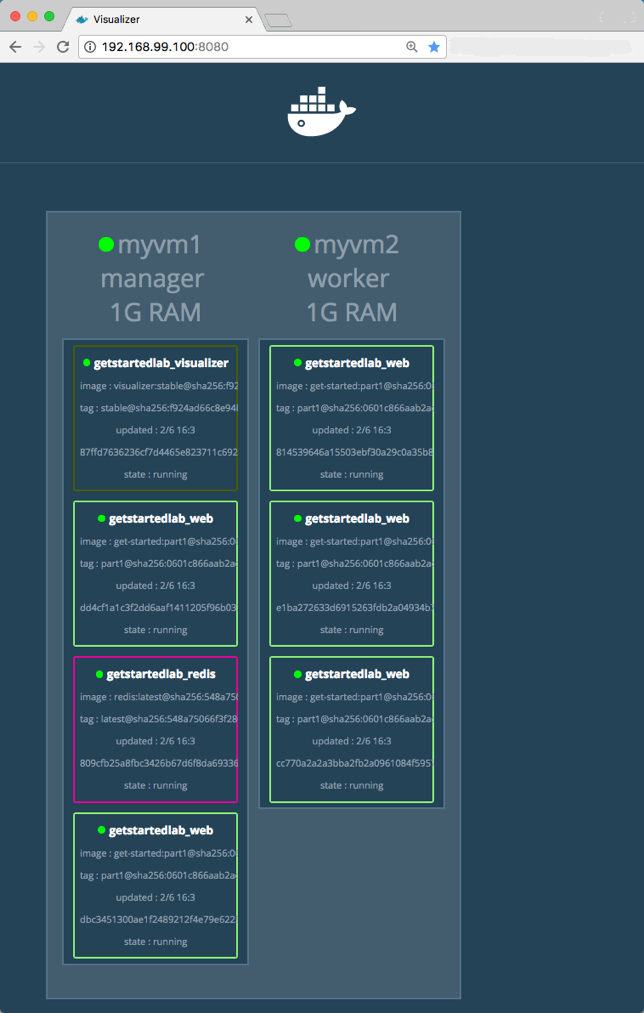 Visualizer
192.168.99.100:8080
myvm1
manager
1G RAM
getstartedlab_visualizer
image : visualizer:stable@sha256:f92
tag : stable@sha256:f924ad66c8e94
updated : 2/6 16:3
87ffd7636236cf7d4465e823711c692
state : running
getstartedlab_web
image : get-started:part1@sha256:0
tag : part1@sha256:0601c866aab2a
updated : 2/6 16:3
dd4cf1a1c3f2dd6aaf1411205f96b03
state : running
getstartedlab_redis
image : redis:latest@sha256:548a750
tag : latest@sha256:548a75066f3f28
updated : 2/6 16:3
809cfb25a8fbc3426b67d6f8da69336
state : running
getstartedlab_web
image : get-started:part1@sha256:0
tag : part1@sha256:0601c866aab2a
updated : 2/6 16:3
dbc3451300ae1f2489212f4e79e622
state : running
myvm2
worker
1G RAM
getstartedlab_web
image : get-started:part1@sha256:0
tag : part1@sha256:0601c866aab2a
updated : 2/6 16:3
814539646a15503ebf30a29c0a35b8
state : running
getstartedlab_web
image : get-started:part1@sha256:0
tag : part1@sha256:0601c866aab2a
updated : 2/6 16:3
e1ba272633d6915263fdb2a04934b
state : running
getstartedlab_web
image : get-started:part1@sha256:0
tag : part1@sha256:0601c866aab2a
updated : 2/6 16:3
cc770a2a2a3bba2fb2a0961084f595
state : running